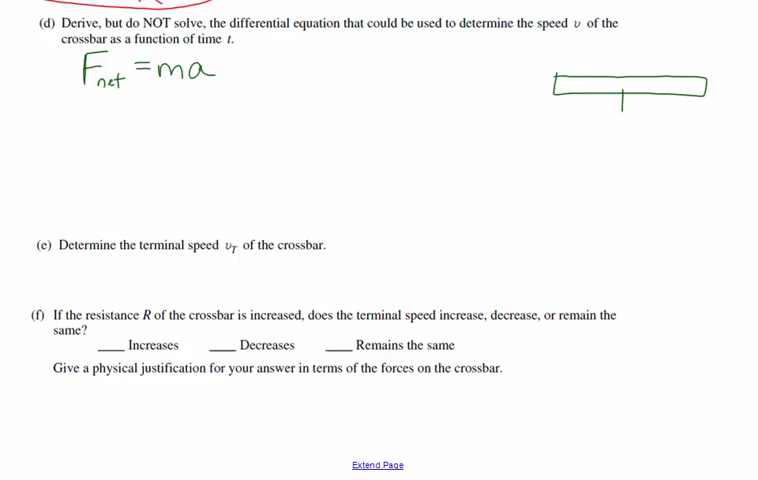 (d) Derive, but do NOT solve, the differential equation that could be used to determine the speed υ of the
crossbar as a function of time t.
F_net = ma
(e) Determine the terminal speed υ_T of the crossbar.
(f) If the resistance R of the crossbar is increased, does the terminal speed increase, decrease, or remain the
same?
____ Increases ____ Decreases ____ Remains the same
Give a physical justification for your answer in terms of the forces on the crossbar.
Extend Page